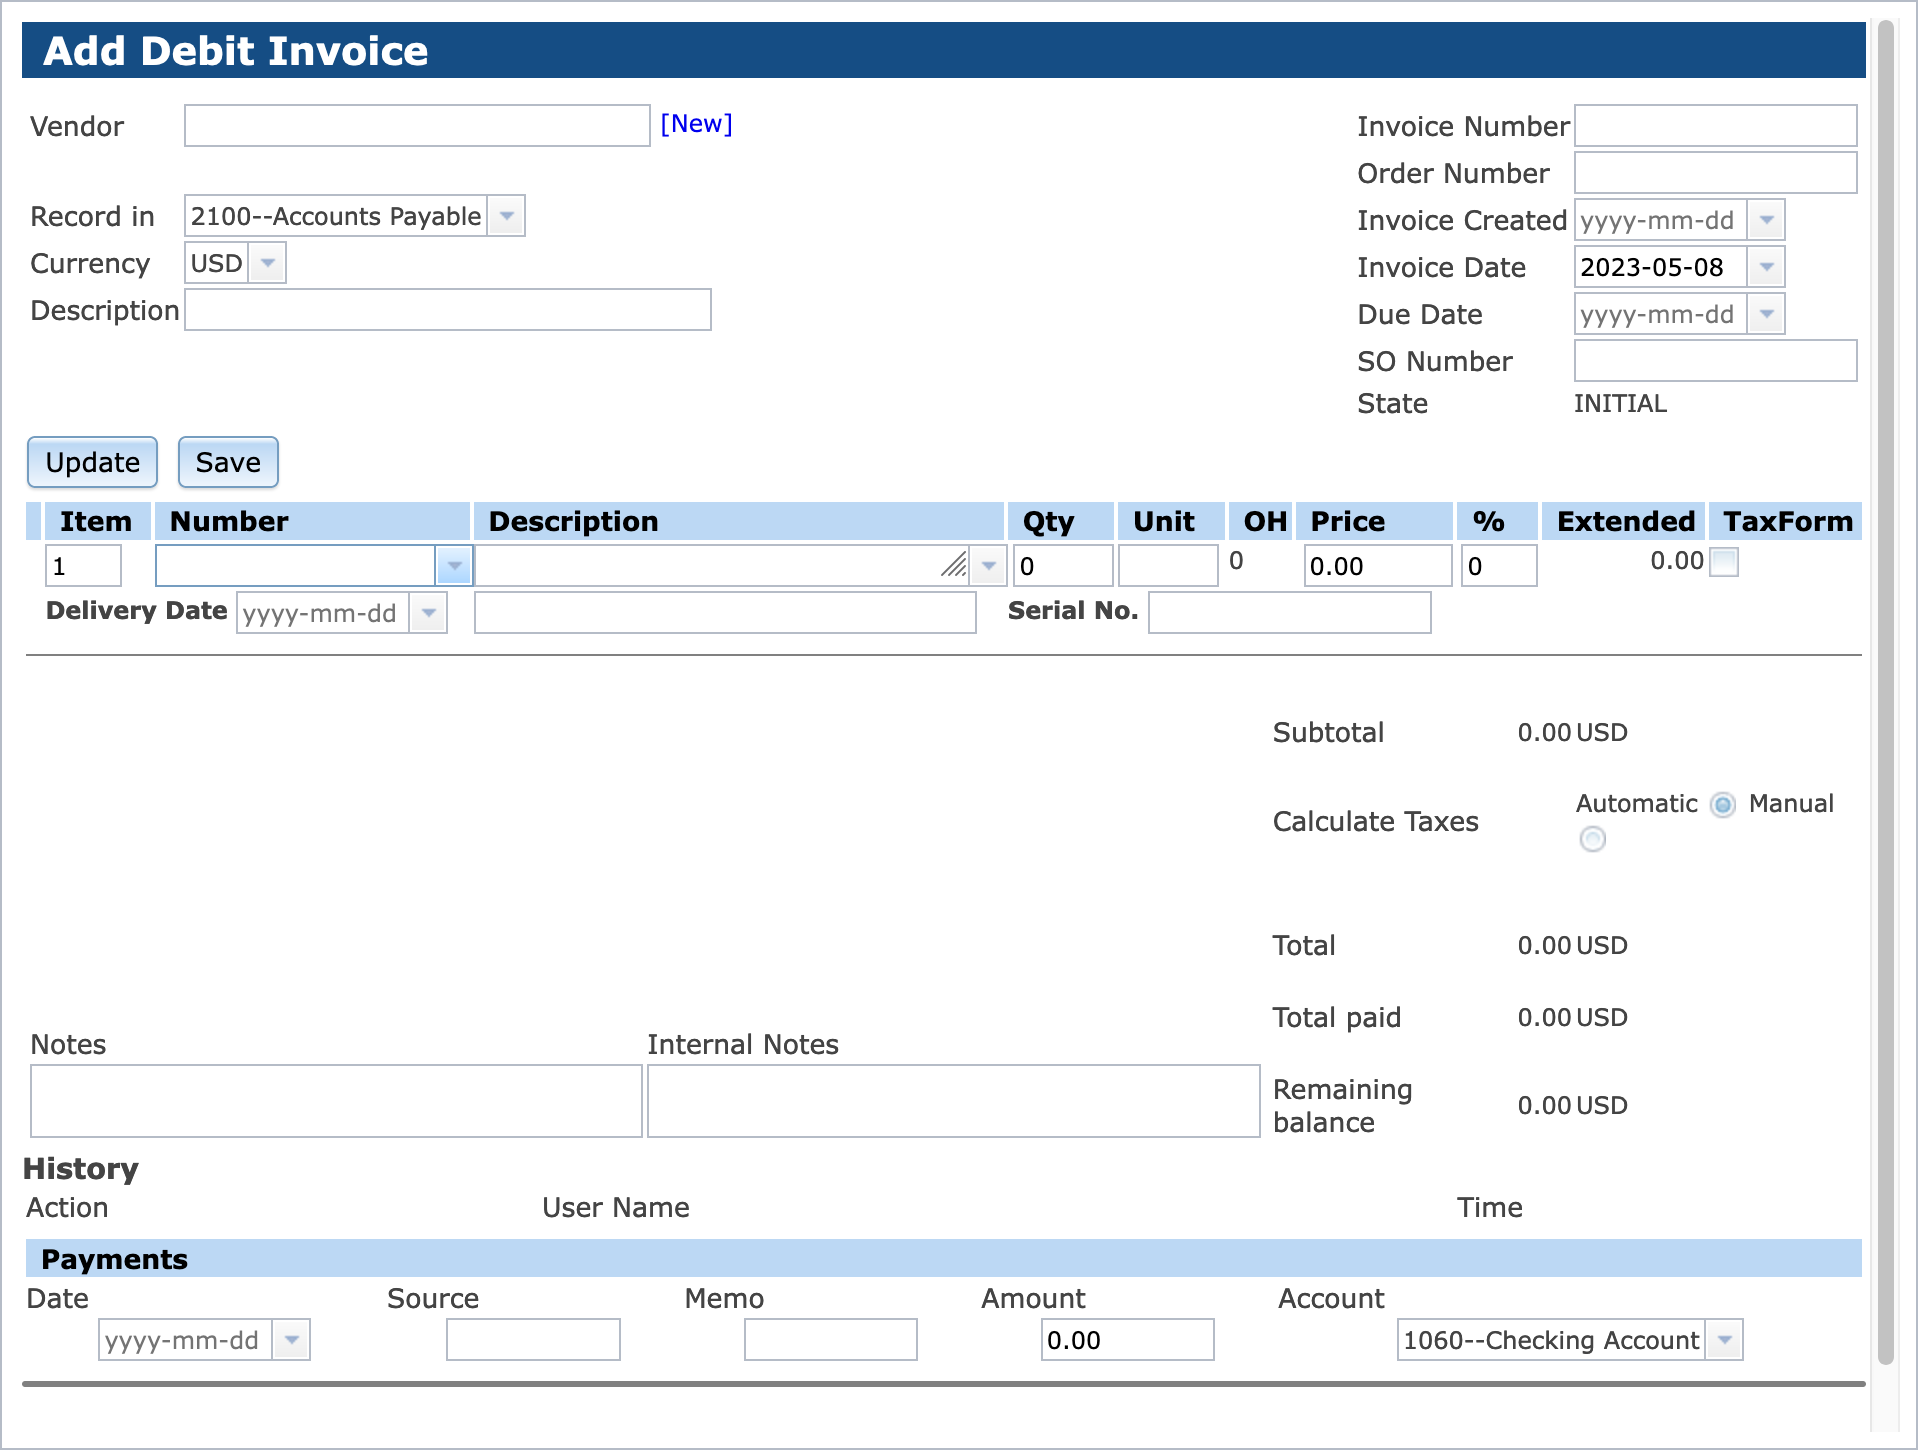 Add Debit Invoice
Vendor [New]
Invoice Number
Order Number
Record in 2100--Accounts Payable
Invoice Created yyyy-mm-dd
Currency USD
Invoice Date 2023-05-08
Description
Due Date yyyy-mm-dd
SO Number
State INITIAL
Update Save
Item Number Description Qty Unit OH Price % Extended TaxForm
1 0 0 0.00 0 0.00
Delivery Date yyyy-mm-dd Serial No.
Subtotal 0.00 USD
Calculate Taxes Automatic Manual
Total 0.00 USD
Total paid 0.00 USD
Notes Internal Notes
Remaining balance 0.00 USD
History
Action User Name Time
Payments
Date Source Memo Amount Account
yyyy-mm-dd 0.00 1060--Checking Account